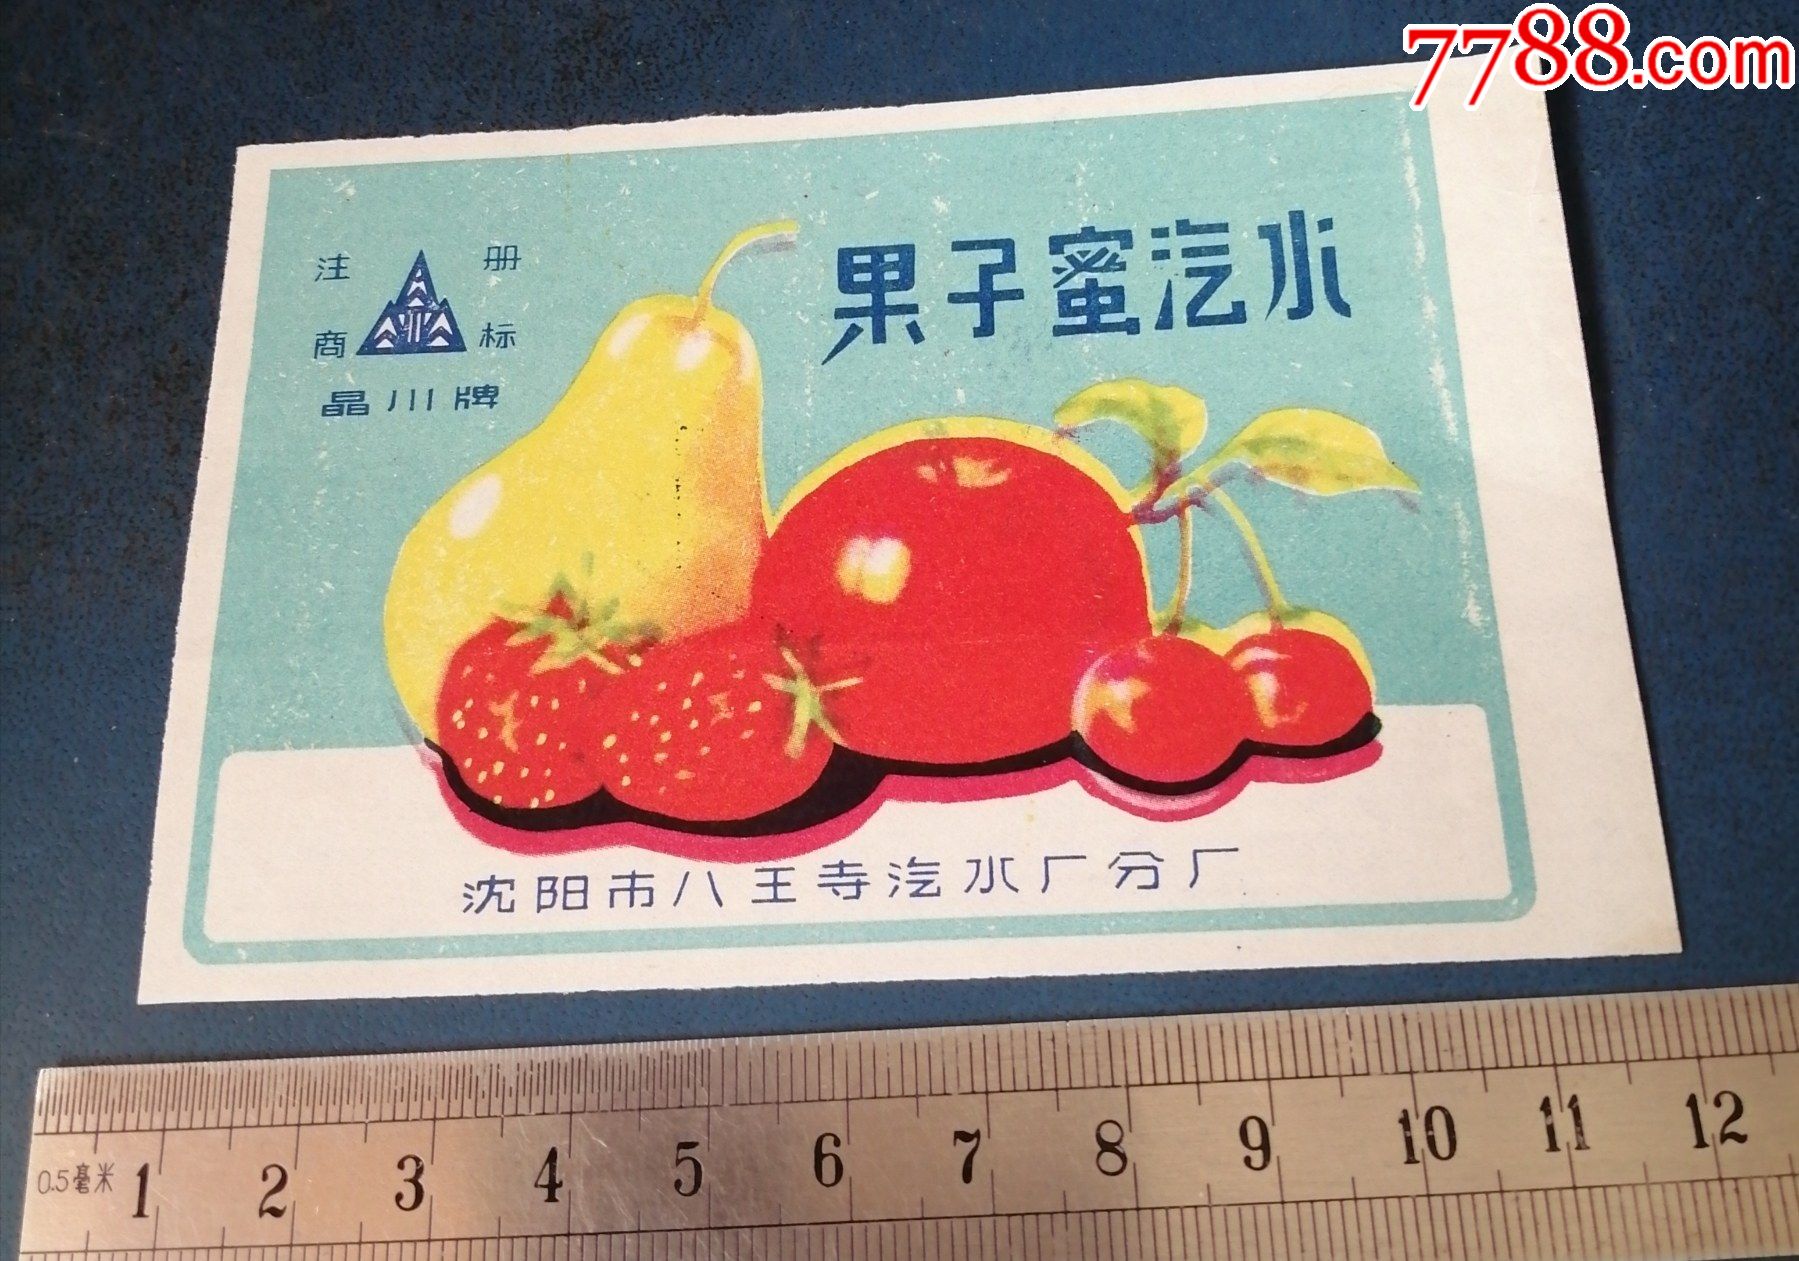 7788.com
注 册
商 标
晶川牌
果子蜜汽水
沈阳市八王寺汽水厂分厂
0.5毫米 1 2 3 4 5 6 7 8 9 10 11 12